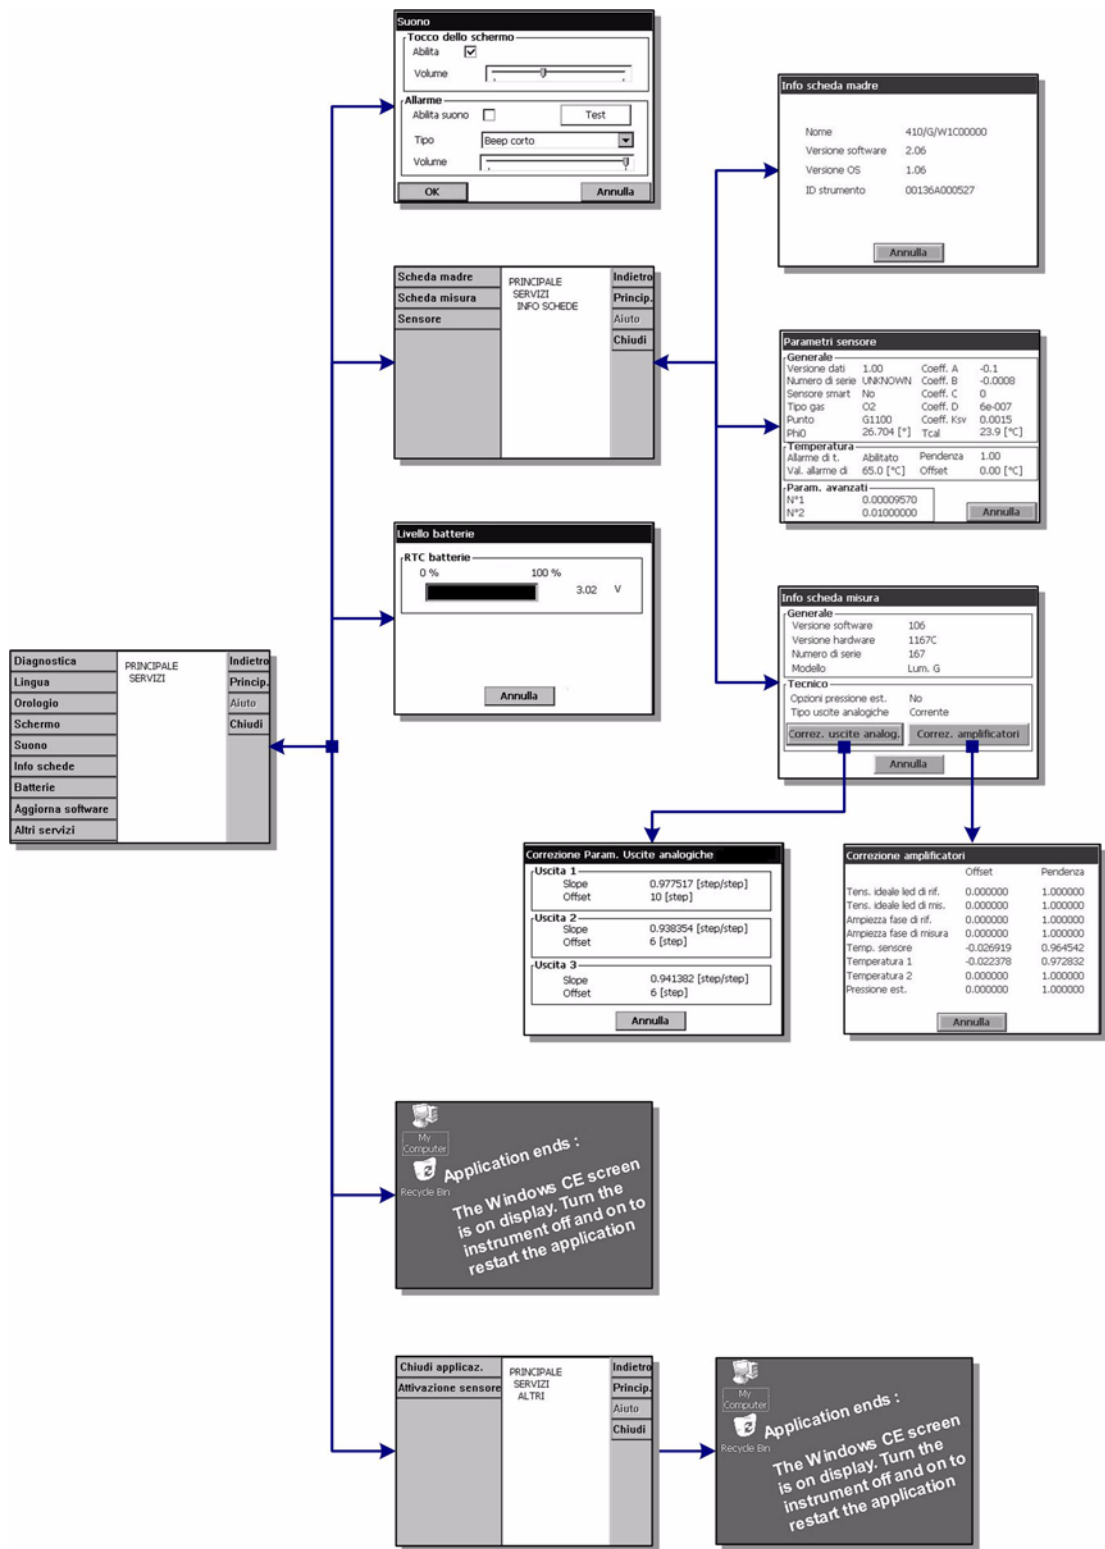 Suono
Tocco dello schermo
Abilita
Volume
Allarme
Abilita suono
Test
Tipo
Beep corto
Volume
OK
Annulla
Info scheda madre
Nome 410/G/W1C00000
Versione software 2.06
Versione OS 1.06
ID strumento 00136A000527
Annulla
Scheda madre
Scheda misura
Sensore
PRINCIPALE
SERVIZI
INFO SCHEDE
Indietro
Princip.
Aiuto
Chiudi
Parametri sensore
Generale
Versione dati 1.00 Coeff. A -0.1
Numero di serie UNKNOWN Coeff. B -0.0008
Sensore smart No Coeff. C 0
Tipo gas O2 Coeff. D 6e-007
Punto G1100 Coeff. Ksv 0.0015
Phi0 26.704 [°] Tcal 23.9 [°C]
Temperatura
Allarme di t. Abilitato Pendenza 1.00
Val. allarme di 65.0 [°C] Offset 0.00 [°C]
Param. avanzati
N°1 0.00009570
N°2 0.01000000
Annulla
Livello batterie
RTC batterie
0 % 100 %
3.02 V
Annulla
Info scheda misura
Generale
Versione software 106
Versione hardware 1167C
Numero di serie 167
Modello Lum. G
Tecnico
Opzioni pressione est. No
Tipo uscite analogiche Corrente
Correz. uscite analog. Correz. amplificatori
Annulla
Diagnostica
Lingua
Orologio
Schermo
Suono
Info schede
Batterie
Aggiorna software
Altri servizi
PRINCIPALE
SERVIZI
Indietro
Princip.
Aiuto
Chiudi
Correzione Param. Uscite analogiche
Uscita 1
Slope 0.977517 [step/step]
Offset 10 [step]
Uscita 2
Slope 0.938354 [step/step]
Offset 6 [step]
Uscita 3
Slope 0.941382 [step/step]
Offset 6 [step]
Annulla
Correzione amplificatori
Offset Pendenza
Tens. ideale led di rif. 0.000000 1.000000
Tens. ideale led di mis. 0.000000 1.000000
Ampiezza fase di rif. 0.000000 1.000000
Ampiezza fase di misura 0.000000 1.000000
Temp. sensore -0.026919 0.964542
Temperatura 1 -0.022378 0.972832
Temperatura 2 0.000000 1.000000
Pressione est. 0.000000 1.000000
Annulla
My
Computer
Recycle Bin
Application ends :
The Windows CE screen
is on display. Turn the
instrument off and on to
restart the application
Chiudi applicaz.
Attivazione sensore
PRINCIPALE
SERVIZI
ALTRI
Indietro
Princip.
Aiuto
Chiudi
My
Computer
Recycle Bin
Application ends :
The Windows CE screen
is on display. Turn the
instrument off and on to
restart the application